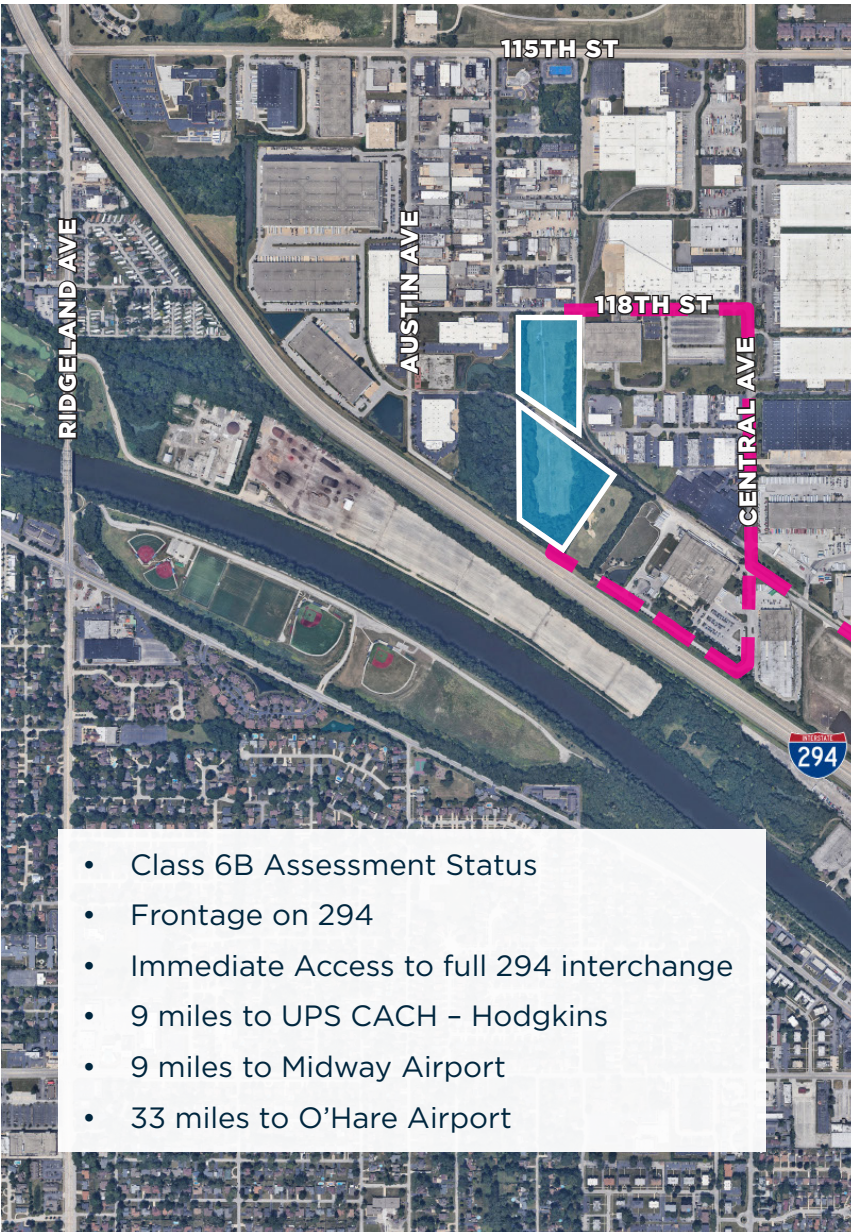 115TH ST
RIDGELAND AVE
AUSTIN AVE
118TH ST
CENTRAL AVE
INTERSTATE
294
• Class 6B Assessment Status
• Frontage on 294
• Immediate Access to full 294 interchange
• 9 miles to UPS CACH – Hodgkins
• 9 miles to Midway Airport
• 33 miles to O’Hare Airport